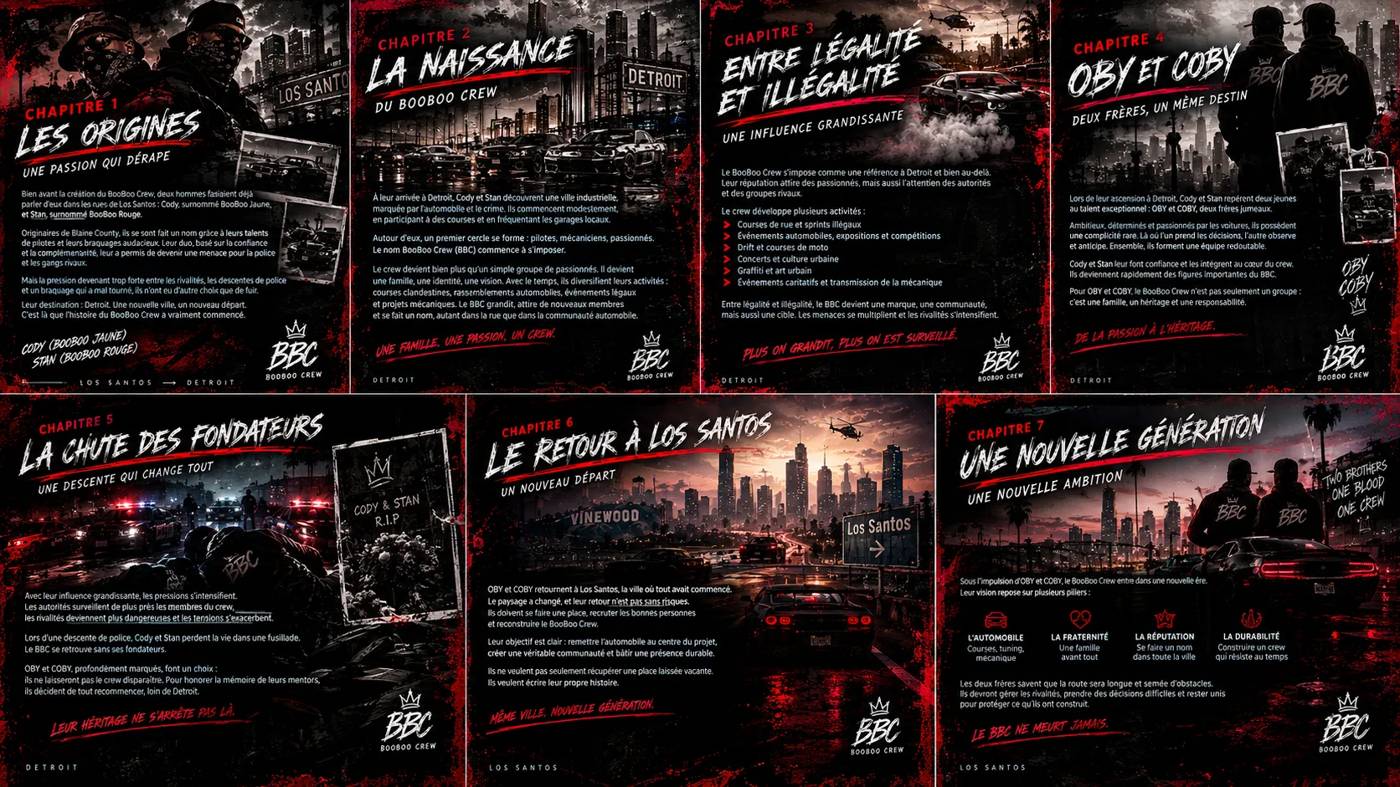 CHAPITRE 1
LES ORIGINES
UNE PASSION QUI DÉRAPE
LOS SANTO
Bien avant la création du BooBoo Crew, deux hommes fasiaient déjà
parler d'eux dans les rues de Los Santos : Cody, surnommé BooBoo Jaune,
et Stan, surnommé BooBoo Rouge.
Originaires de Blaine County, ils se sont fait un nom grâce à leurs talents
de pilotes et leurs braquages audacieux. Leur duo, basé sur la confiance
et la complémenalité, leur a permis de devenir une menace pour la police
et les gangs rivaux.
Mais la pression devenant trop forte entre les rivalités, les descentes de police
et un braquage qui a mal tourné, ils n'ont eu d'autre choix que de fuir.
Leur destination : Detroit. Une nouvelle ville, un nouveau départ.
C'est là que l'histoire du BooBoo Crew a vraiment commencé.
CODY (BOOBOO JAUNE)
STAN (BOOBOO ROUGE)
BBC
BOOBOO CREW
LOS SANTOS → DETROIT
CHAPITRE 2
LA NAISSANCE
DU BOOBOO CREW
DETROIT
À leur arrivée à Detroit, Cody et Stan découvrent une ville industrielle,
marquée par l'automobile et le crime. Ils commencent modestement,
en participant à des courses et en fréquentant les garages locaux.
Autour d'eux, un premier cercle se forme : pilotes, mécaniciens, passionnés.
Le nom BooBoo Crew (BBC) commence à s'imposer.
Le crew devient bien plus qu'un simple groupe de passionnés. Il devient
une famille, une identité, une vision. Avec le temps, ils diversifient leurs activités :
courses clandestines, rassemblements automobiles, événements légaux
et projets mécaniques. Le BBC grandit, attire de nouveaux membres
et se fait un nom, autant dans la rue que dans la communauté automobile.
UNE FAMILLE. UNE PASSION, UN CREW.
BBC
BOOBOO CREW
DETROIT
CHAPITRE 3
ENTRE LÉGALITÉ
ET ILLÉGALITÉ
UNE INFLUENCE GRANDISSANTE
Le BooBoo Crew s'impose comme une référence à Detroit et bien au-delà.
Leur réputation attire des passionnés, mais aussi l'attention des autorités
et des groupes rivaux.
Le crew développe plusieurs activités :
Courses de rue et sprints illégaux
Événements automobiles, expositions et compétitions
Drift et courses de moto
Concerts et culture urbaine
Graffiti et art urbain
Événements caritatifs et transmission de la mécanique
Entre légalité et illégalité, le BBC devient une marque, une communauté,
mais aussi une cible. Les menaces se multiplient et les rivalités s'intensifient.
PLUS ON GRANDIT, PLUS ON EST SURVEILLÉ.
BBC
BOOBOO CREW
DETROIT
CHAPITRE 4
OBY ET COBY
DEUX FRÈRES, UN MÊME DESTIN
BBC
BBC
Lors de leur ascension à Detroit, Cody et Stan repèrent deux jeunes
au talent exceptionnel : OBY et COBY, deux frères jumeaux.
Ambitieux, déterminés et passionnés par les voitures, ils possèdent
une complicité rare. Là où l'un prend les décisions, l'autre observe
et anticipe. Ensemble, ils forment une équipe redoutable.
Cody et Stan leur font confiance et les intègrent au cœur du crew.
Ils deviennent rapidement des figures importantes du BBC.
Pour OBY et COBY, le BooBoo Crew n'est pas seulement un groupe :
c'est une famille, un héritage et une responsabilité.
OBY
COBY
DE LA PASSION À L'HÉRITAGE.
BBC
BOOBOO CREW
DETROIT
CHAPITRE 5
LA CHUTE DES FONDATEURS
UNE DESCENTE QUI CHANGE TOUT
CODY & STAN
R.I.P
BBC
Avec leur influence grandissante, les pressions s'intensifient.
Les autorités surveillent de plus près les membres du crew,
les rivalités deviennent plus dangereuses et les tensions s'exacerbent.
Lors d'une descente de police, Cody et Stan perdent la vie dans une fusillade.
Le BBC se retrouve sans ses fondateurs.
OBY et COBY, profondément marqués, font un choix :
ils ne laisseront pas le crew disparaître. Pour honorer la mémoire de leurs mentors,
ils décident de tout recommencer, loin de Detroit.
LEUR HÉRITAGE NE S'ARRÊTE PAS LÀ.
BBC
BOOBOO CREW
DETROIT
CHAPITRE 6
LE RETOUR À LOS SANTOS
UN NOUVEAU DÉPART
VINEWOOD
Los Santos
→
OBY et COBY retournent à Los Santos, la ville où tout avait commencé.
Le paysage a changé, et leur retour n'est pas sans risques.
Ils doivent se faire une place, recruter les bonnes personnes
et reconstruire le BooBoo Crew.
Leur objectif est clair : remettre l'automobile au centre du projet,
créer une véritable communauté et bâtir une présence durable.
Ils ne veulent pas seulement récupérer une place laissée vacante.
Ils veulent écrire leur propre histoire.
MÊME VILLE. NOUVELLE GÉNÉRATION.
BBC
BOOBOO CREW
LOS SANTOS
CHAPITRE 7
UNE NOUVELLE GÉNÉRATION
UNE NOUVELLE AMBITION
BBC
BBC
TWO BROTHERS
ONE BLOOD
ONE CREW
Sous l'impulsion d'OBY et COBY, le BooBoo Crew entre dans une nouvelle ére.
Leur vision repose sur plusieurs piliers :
L'AUTOMOBILE
Courses, tuning,
mécanique
LA FRATERNITÉ
Une famille
avant tout
LA RÉPUTATION
Se faire un nom
dans toute la ville
LA DURABILITÉ
Construire un crew
qui résiste au temps
Les deux frères savent que la route sera longue et semée d'obstacles.
Ils devront gérer les rivalités, prendre des décisions difficiles et rester unis
pour protéger ce qu'ils ont construit.
LE BBC NE MEURT JAMAIS.
BBC
BOOBOO CREW
LOS SANTOS